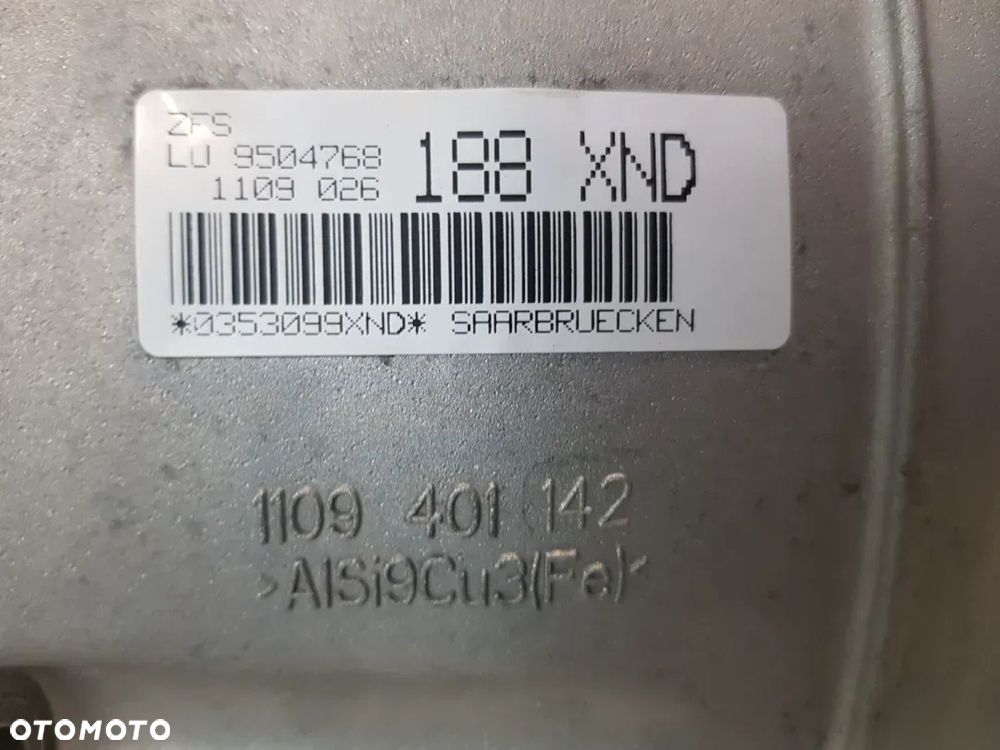 ZFS
LU 9504768 188 XND
1109 026
*0353099XND* SAARBRUECKEN
1109 401 142
>AlSi9Cu3(Fe)<
OTOMOTO